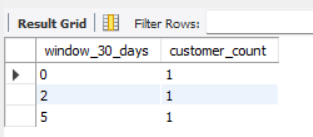 Result Grid Filter Rows:
window_30_days customer_count
0 1
2 1
5 1